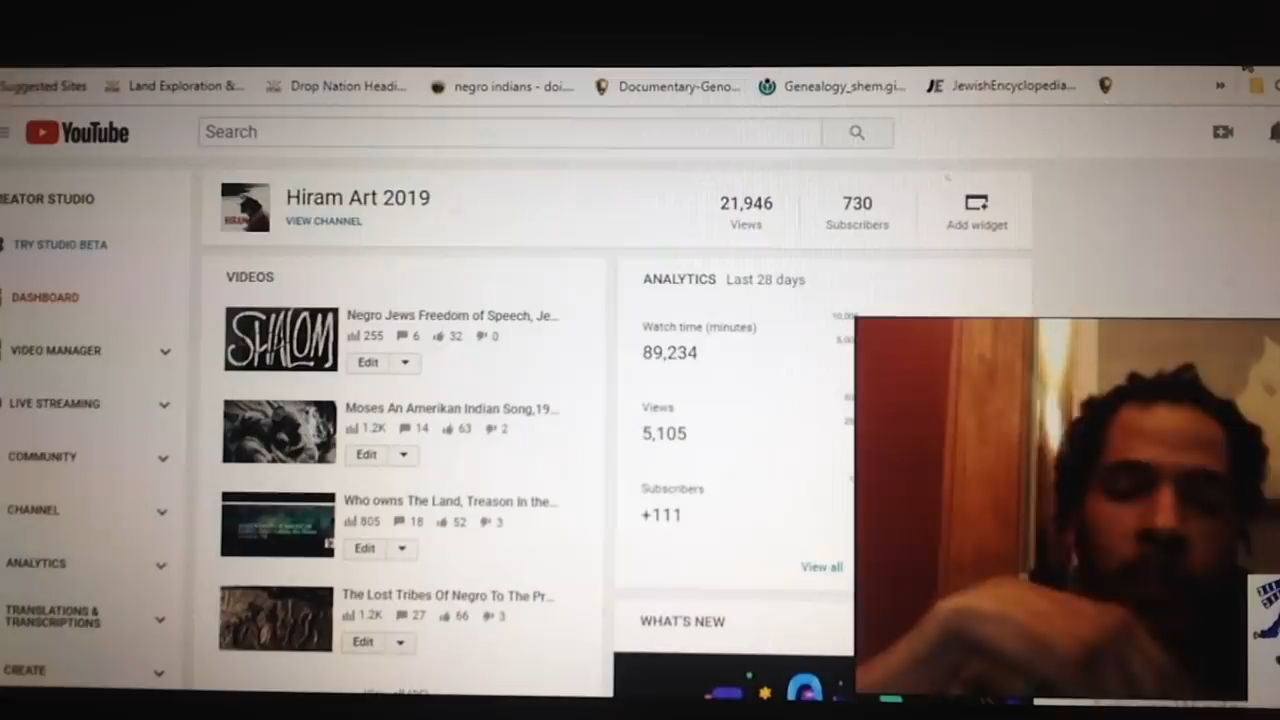 Suggested Sites Land Exploration &... Drop Nation Headi... negro indians - doi.... Documentary-Geno... Genealogy_shem.gi... JE JewishEncyclopedia... »
YouTube Search
EATOR STUDIO
TRY STUDIO BETA
DASHBOARD
VIDEO MANAGER
LIVE STREAMING
COMMUNITY
CHANNEL
ANALYTICS
TRANSLATIONS &
TRANSCRIPTIONS
CREATE
HIRAM
Hiram Art 2019
VIEW CHANNEL
21,946
Views
730
Subscribers
Add widget
VIDEOS
SHALOM
Negro Jews Freedom of Speech, Je...
255 6 32 0
Edit
Moses An Amerikan Indian Song,19...
1.2K 14 63 2
Edit
Who owns The Land, Treason In the...
805 18 52 3
Edit
The Lost Tribes Of Negro To The Pr...
1.2K 27 66 3
Edit
ANALYTICS Last 28 days
Watch time (minutes)
89,234
Views
5,105
Subscribers
+111
View all
WHAT'S NEW
10,000